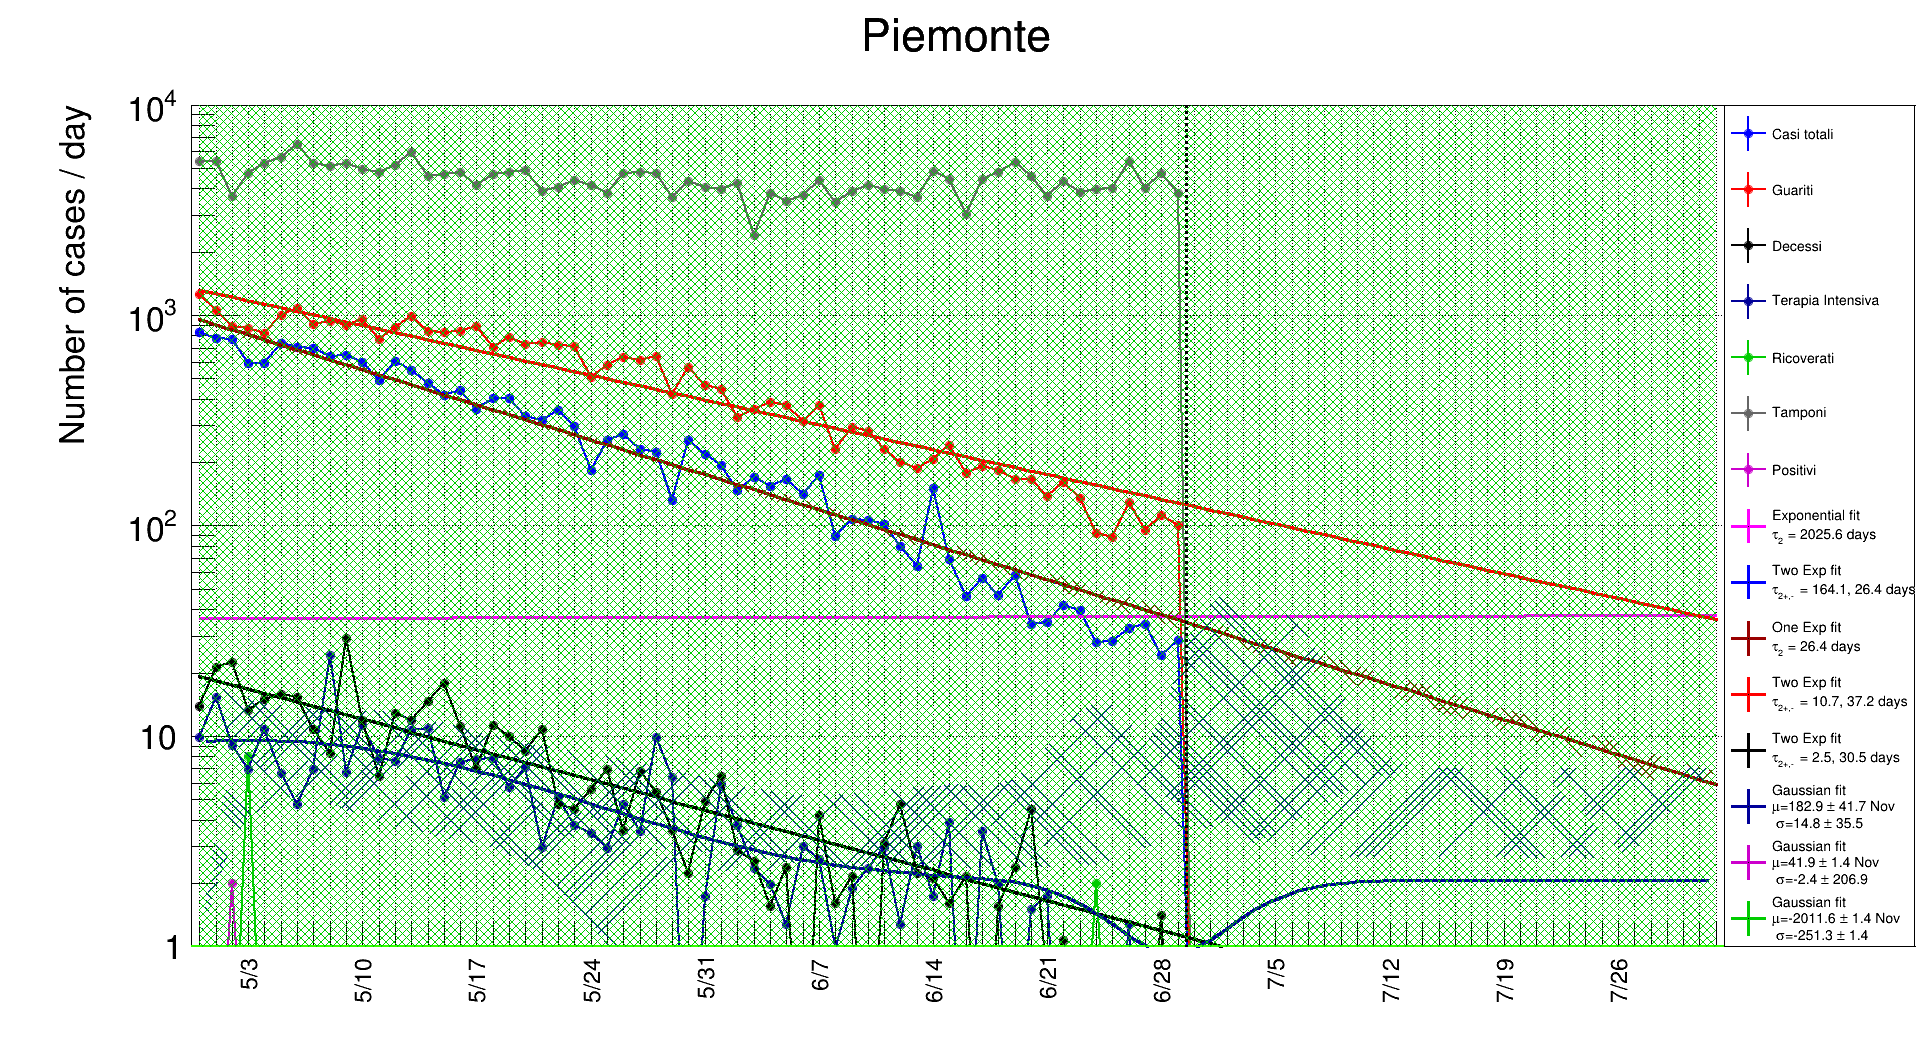 Piemonte
Number of cases / day
10^4
10^3
10^2
10
1
5/3
5/10
5/17
5/24
5/31
6/7
6/14
6/21
6/28
7/5
7/12
7/19
7/26
Casi totali
Guariti
Decessi
Terapia Intensiva
Ricoverati
Tamponi
Positivi
Exponential fit
τ₂ = 2025.6 days
Two Exp fit
τ₂₊,₋ = 164.1, 26.4 days
One Exp fit
τ₂ = 26.4 days
Two Exp fit
τ₂₊,₋ = 10.7, 37.2 days
Two Exp fit
τ₂₊,₋ = 2.5, 30.5 days
Gaussian fit
μ=182.9 ± 41.7 Nov
σ=14.8 ± 35.5
Gaussian fit
μ=41.9 ± 1.4 Nov
σ=-2.4 ± 206.9
Gaussian fit
μ=-2011.6 ± 1.4 Nov
σ=-251.3 ± 1.4